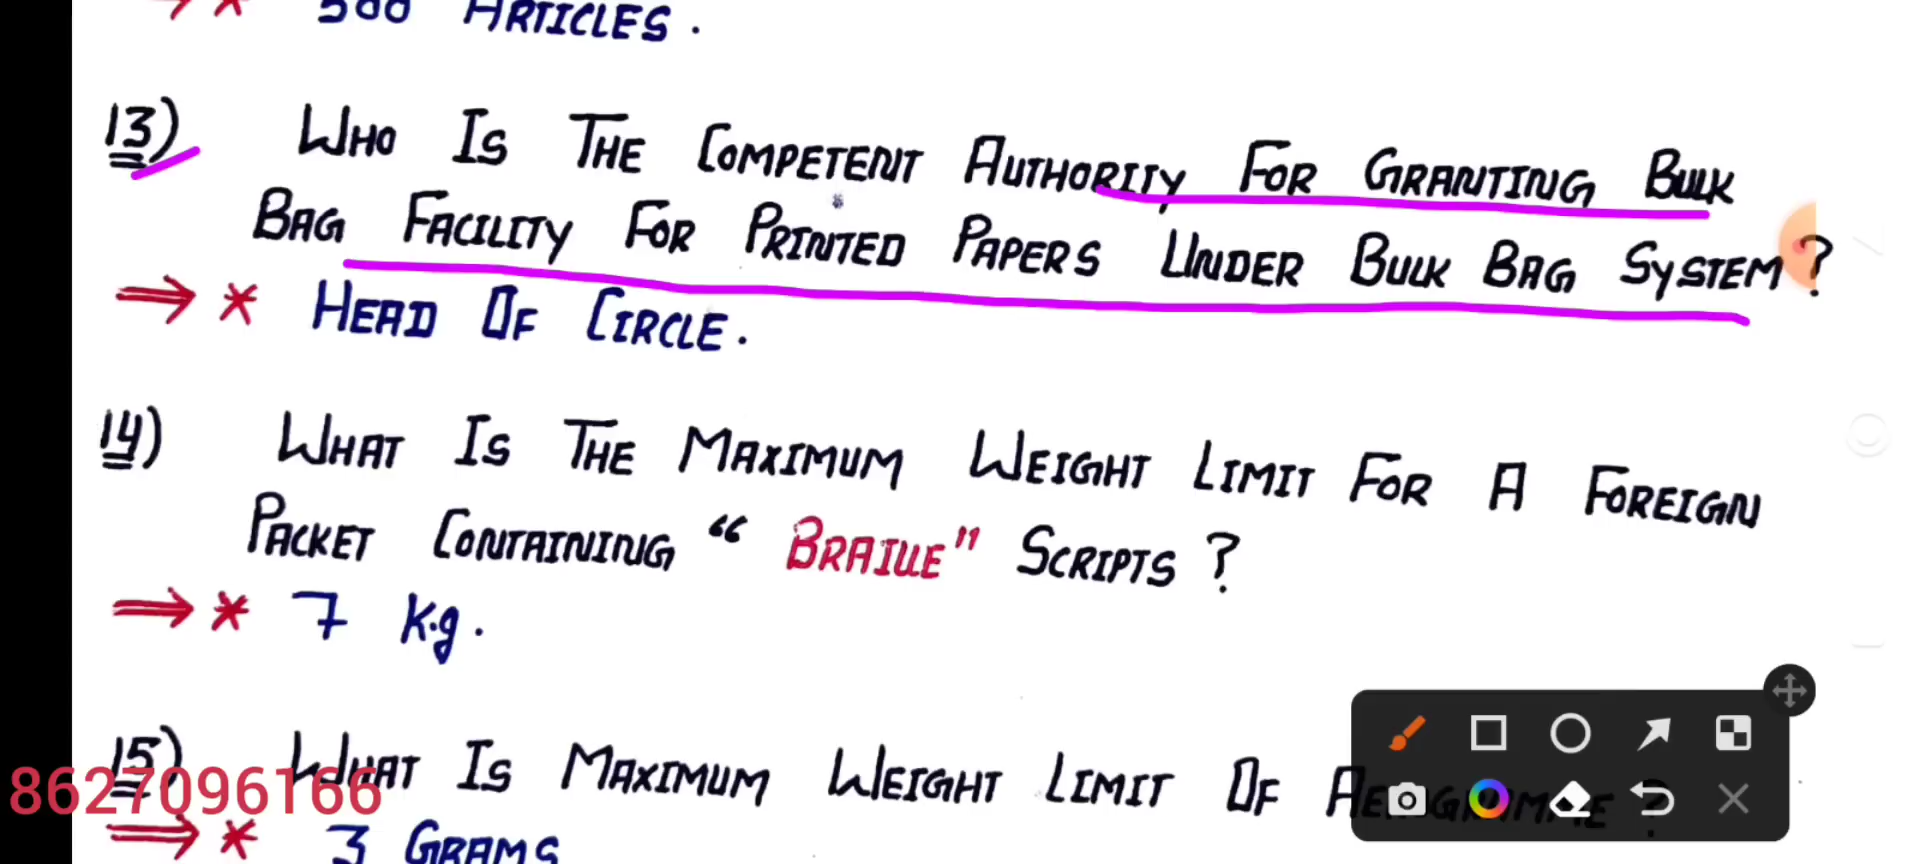 ⇒ * 500 ARTICLES.
13) WHO IS THE COMPETENT AUTHORITY FOR GRANTING BULK
BAG FACILITY FOR PRINTED PAPERS UNDER BULK BAG SYSTEM?
⇒ * HEAD OF CIRCLE.
14) WHAT IS THE MAXIMUM WEIGHT LIMIT FOR A FOREIGN
PACKET CONTAINING “ BRAILLE” SCRIPTS?
⇒ * 7 K.g.
15) WHAT IS MAXIMUM WEIGHT LIMIT OF AEROGRAMME ?
8627096166
⇒ * 3 GRAMS